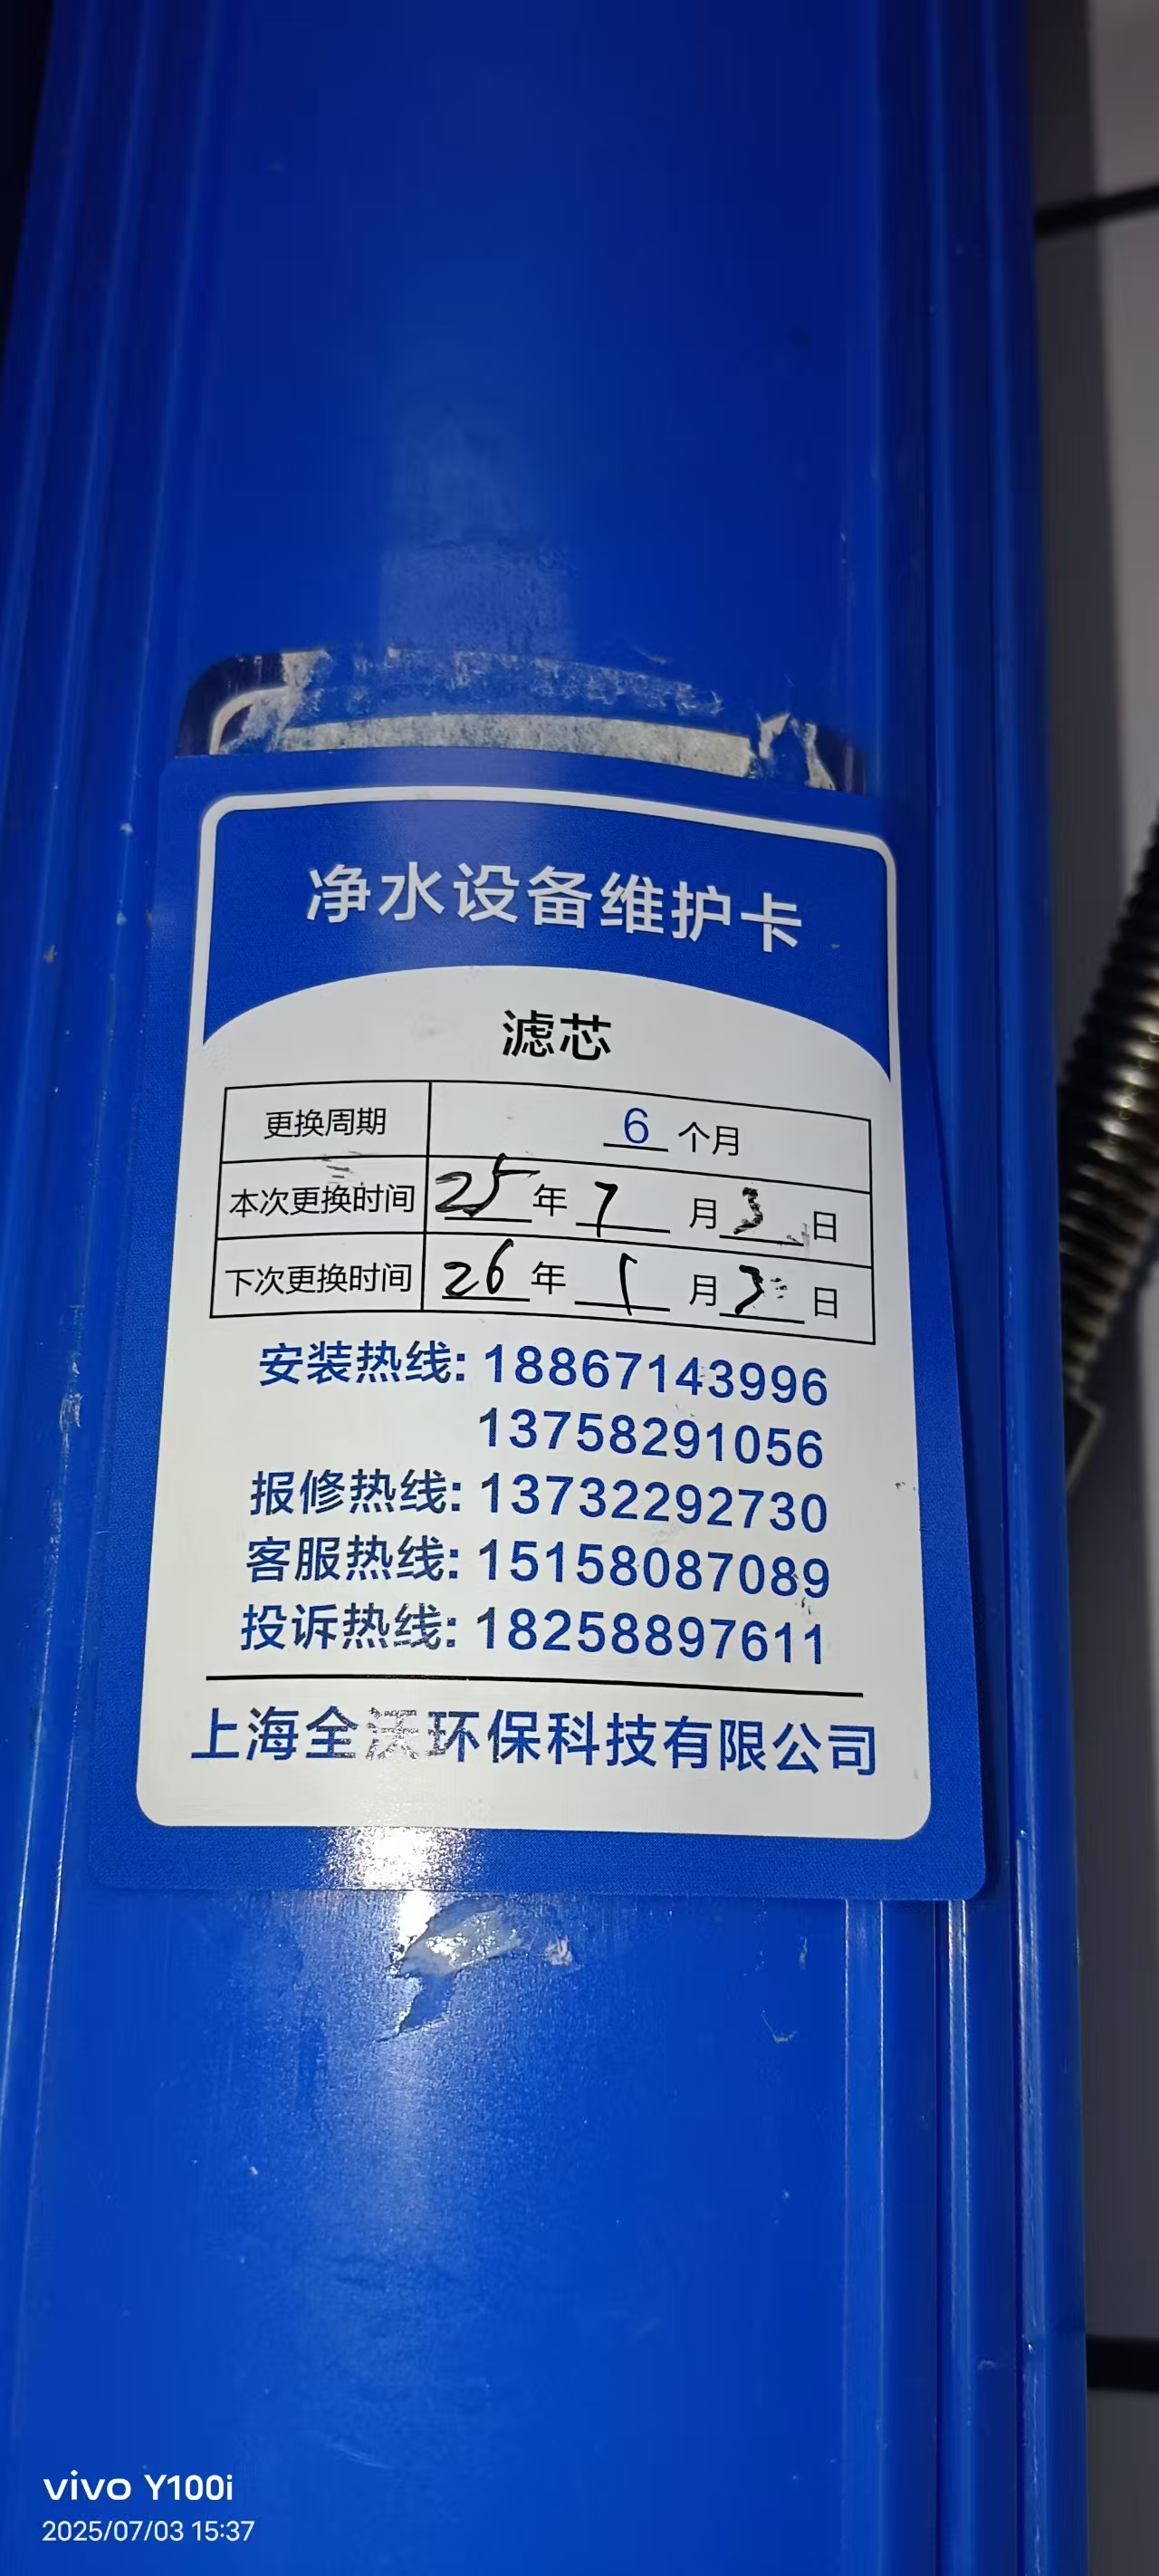 净水设备维护卡
滤芯
更换周期 6 个月
本次更换时间 25 年 7 月 3 日
下次更换时间 26 年 1 月 3 日
安装热线: 18867143996
13758291056
报修热线: 13732292730
客服热线: 15158087089
投诉热线: 18258897611
上海全沃环保科技有限公司
vivo Y100i
2025/07/03 15:37